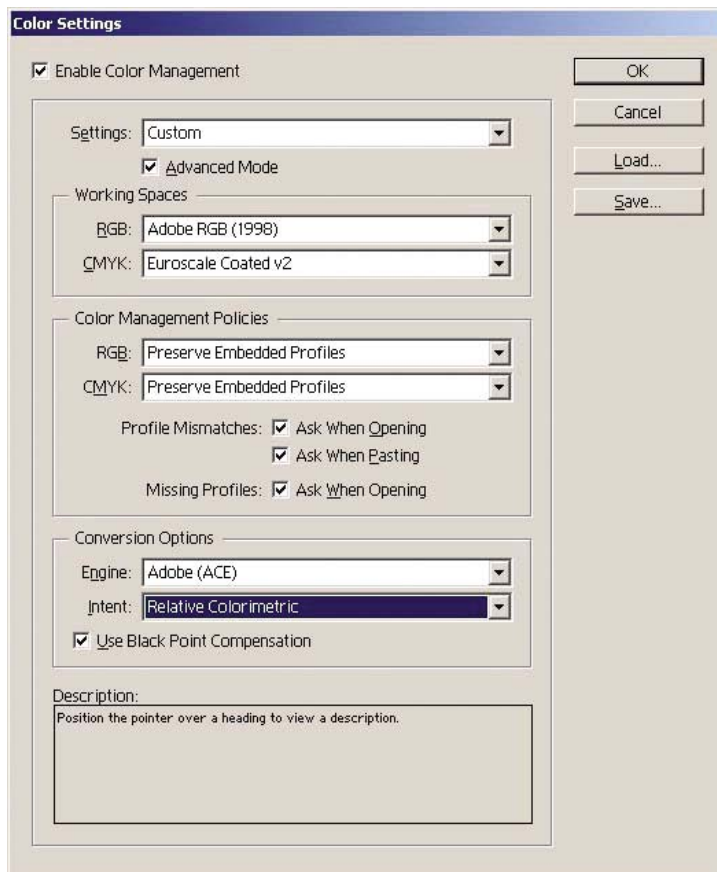 Color Settings
Enable Color Management
OK
Cancel
Load...
Save...
Settings: Custom
Advanced Mode
Working Spaces
RGB: Adobe RGB (1998)
CMYK: Euroscale Coated v2
Color Management Policies
RGB: Preserve Embedded Profiles
CMYK: Preserve Embedded Profiles
Profile Mismatches: Ask When Opening
Ask When Pasting
Missing Profiles: Ask When Opening
Conversion Options
Engine: Adobe (ACE)
Intent: Relative Colorimetric
Use Black Point Compensation
Description:
Position the pointer over a heading to view a description.